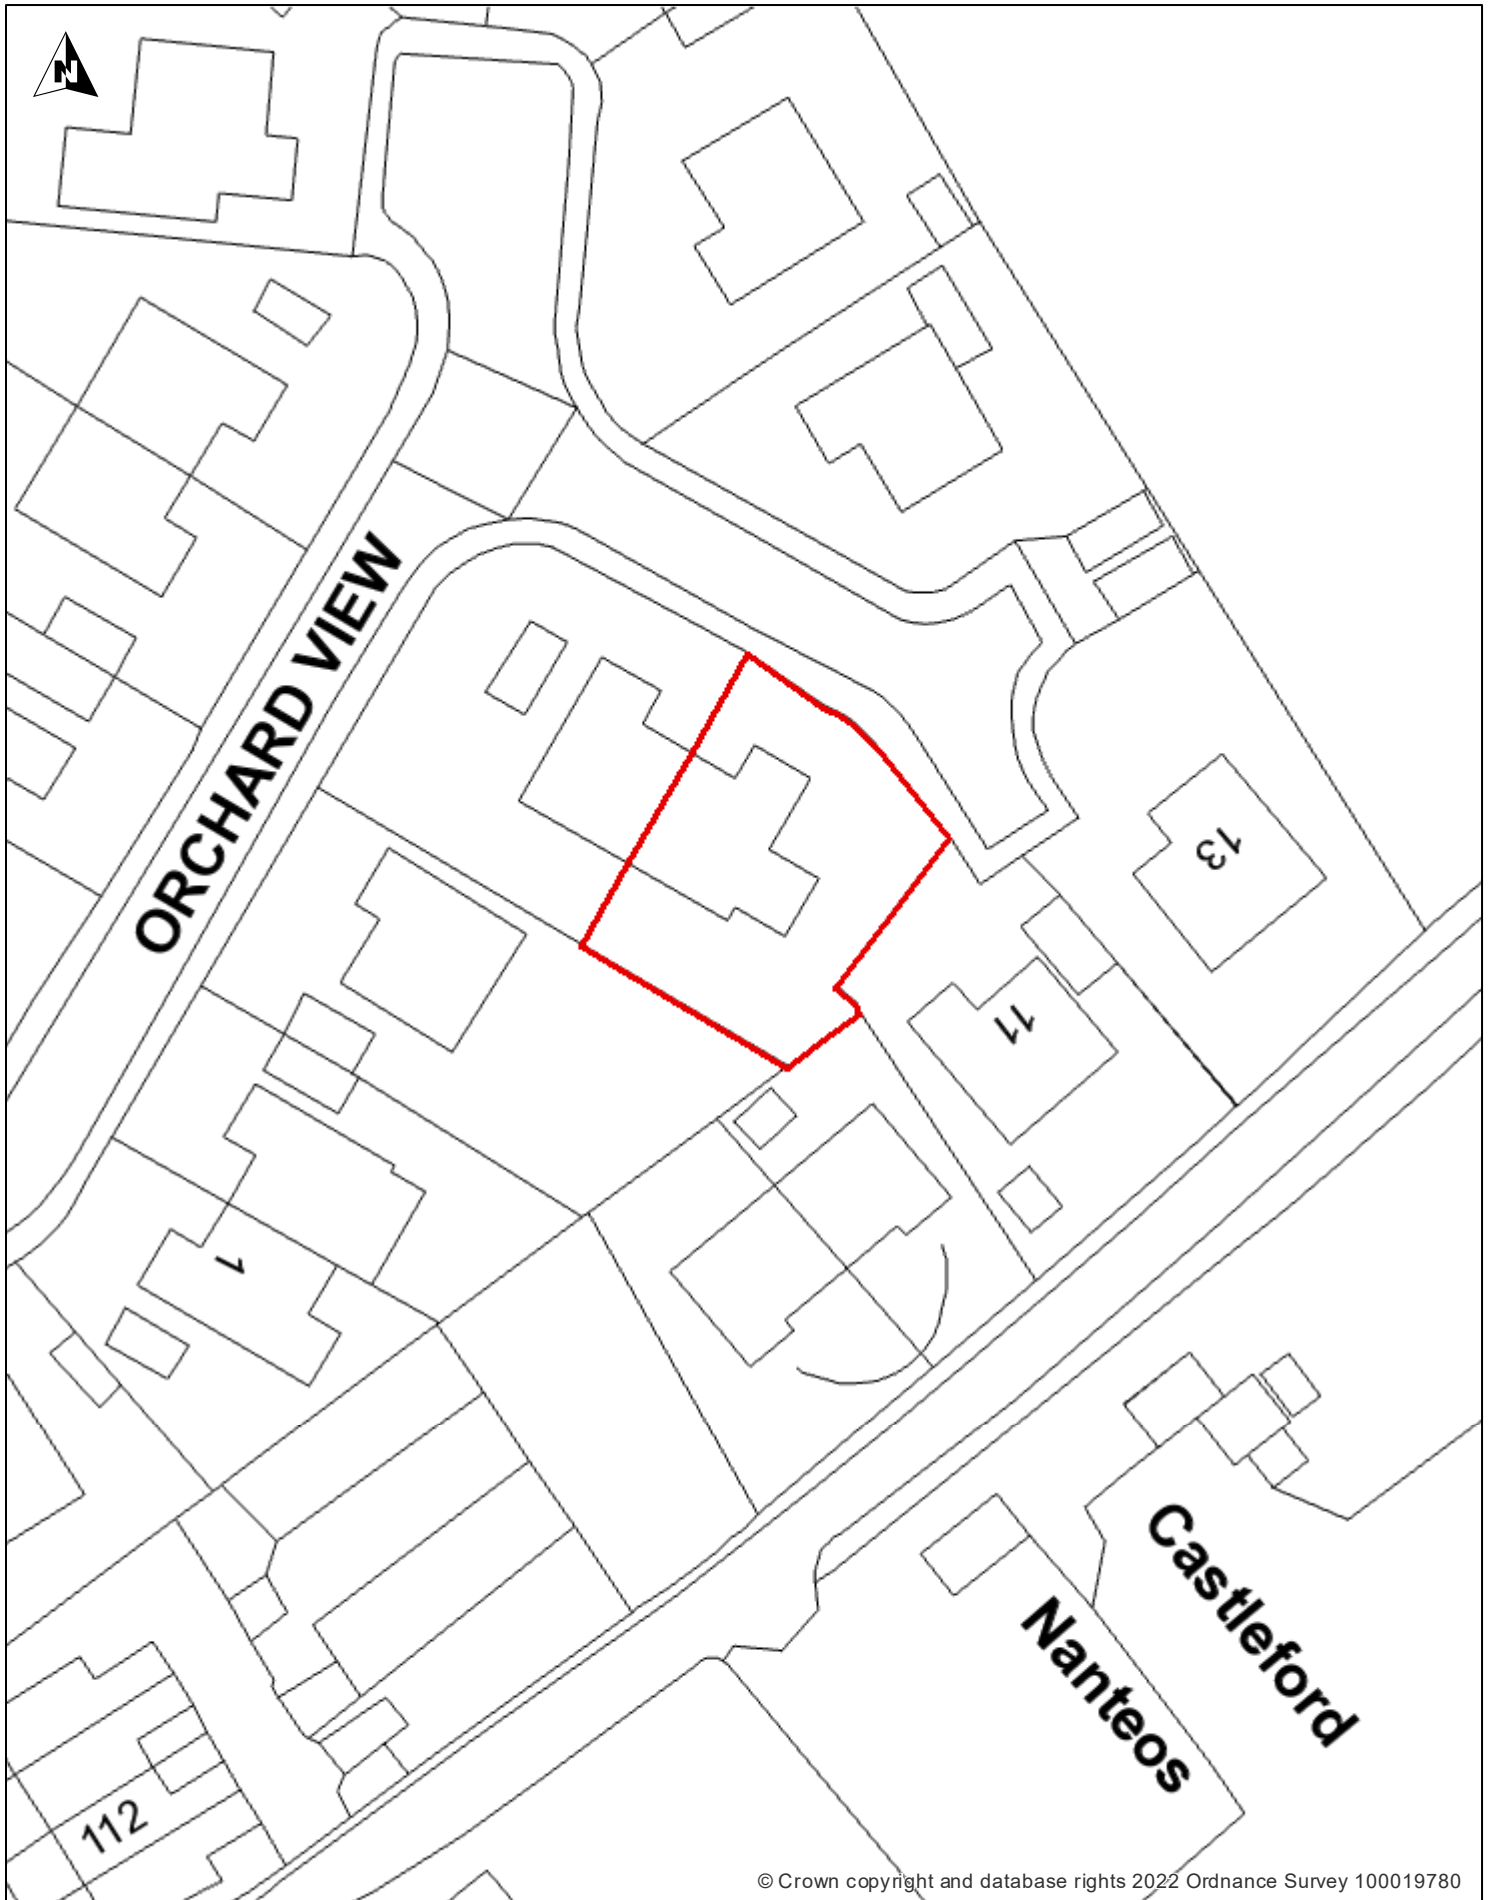 N
ORCHARD VIEW
13
11
1
Castleford
Nanteos
112
© Crown copyright and database rights 2022 Ordnance Survey 100019780